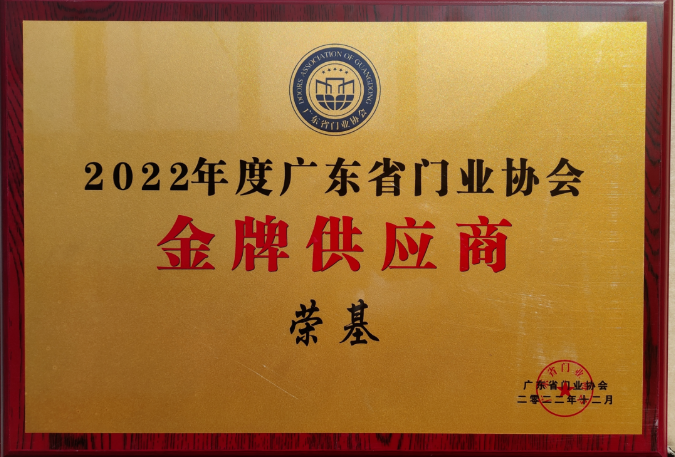 DOORS ASSOCIATION OF GUANGDONG
广东省门业协会
2022年度广东省门业协会
金牌供应商
荣基
广东省门业协会
二零二二年十二月